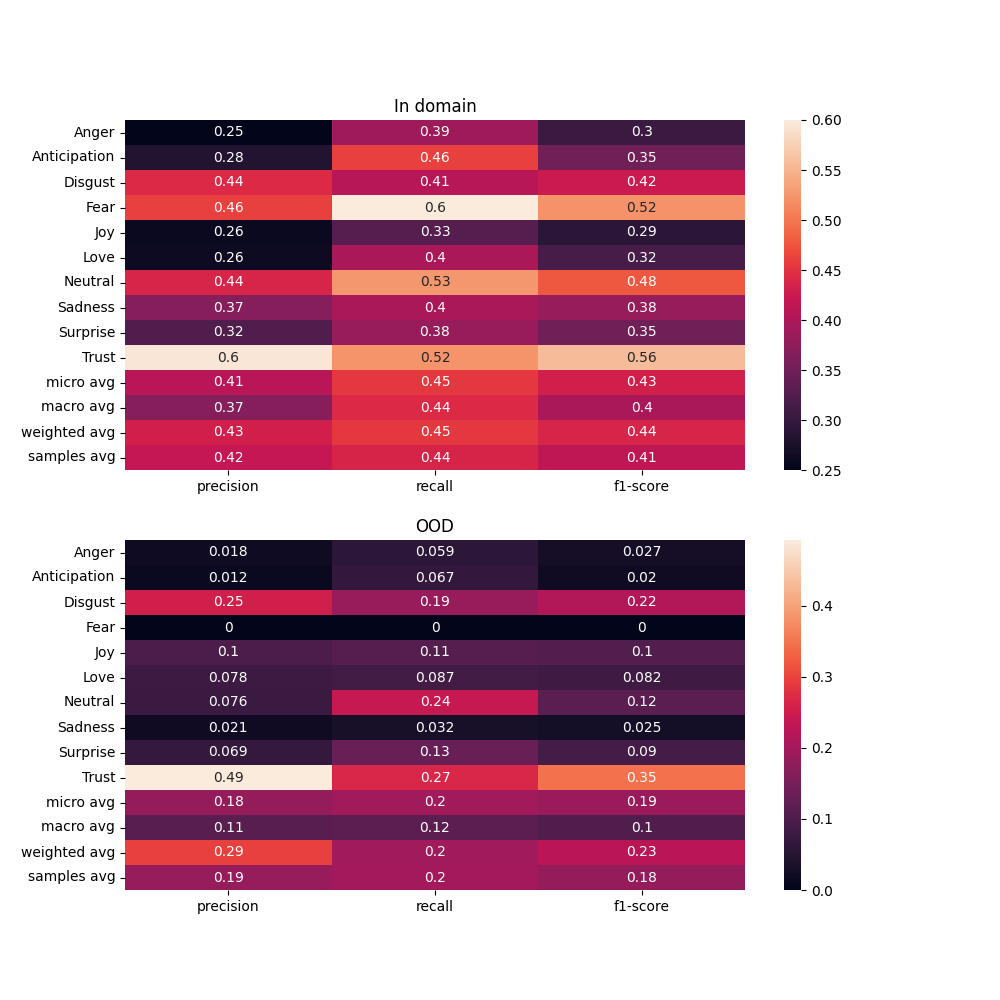 In domain
Anger 0.25 0.39 0.3 0.60
Anticipation 0.28 0.46 0.35 0.55
Disgust 0.44 0.41 0.42
Fear 0.46 0.6 0.52 0.50
Joy 0.26 0.33 0.29
Love 0.26 0.4 0.32 0.45
Neutral 0.44 0.53 0.48
Sadness 0.37 0.4 0.38 0.40
Surprise 0.32 0.38 0.35
Trust 0.6 0.52 0.56 0.35
micro avg 0.41 0.45 0.43
macro avg 0.37 0.44 0.4 0.30
weighted avg 0.43 0.45 0.44
samples avg 0.42 0.44 0.41 0.25
precision recall f1-score
OOD
Anger 0.018 0.059 0.027
Anticipation 0.012 0.067 0.02
Disgust 0.25 0.19 0.22 0.4
Fear 0 0 0
Joy 0.1 0.11 0.1
Love 0.078 0.087 0.082 0.3
Neutral 0.076 0.24 0.12
Sadness 0.021 0.032 0.025
Surprise 0.069 0.13 0.09 0.2
Trust 0.49 0.27 0.35
micro avg 0.18 0.2 0.19
macro avg 0.11 0.12 0.1 0.1
weighted avg 0.29 0.2 0.23
samples avg 0.19 0.2 0.18 0.0
precision recall f1-score